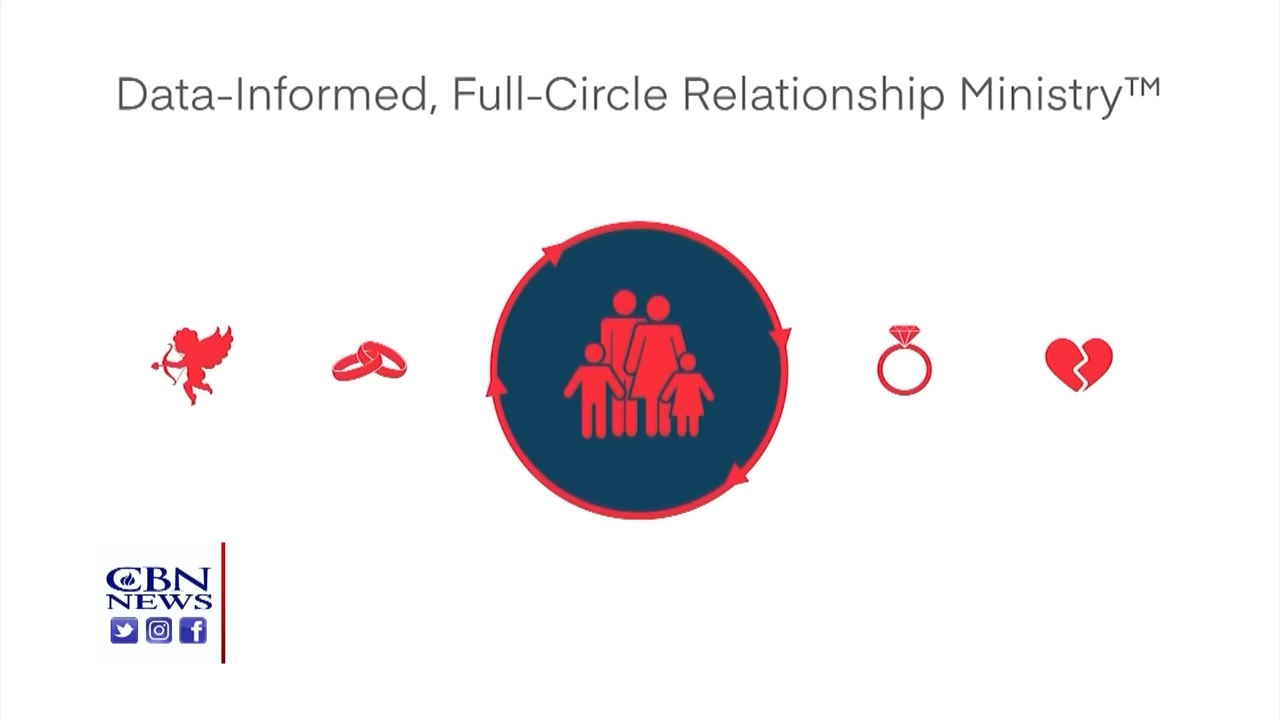 Data-Informed, Full-Circle Relationship Ministry™
CBN
NEWS